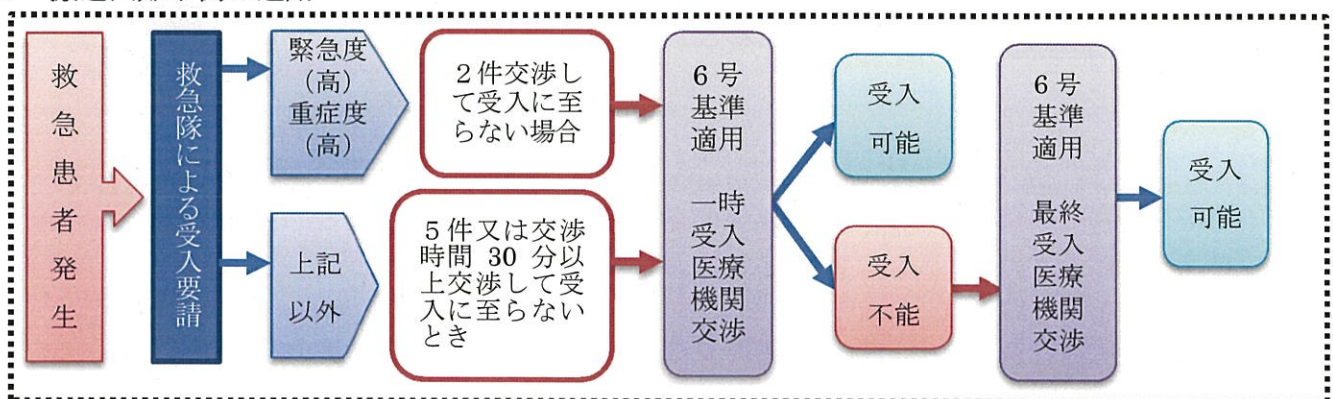 救急患者発生
救急隊による受入要請
緊急度
（高）
重症度
（高）
上記
以外
２件交渉し
て受入に至
らない場合
５件又は交渉
時間 30 分以
上交渉して受
入に至らない
とき
6 号
基準
適用
一時
受入
医療
機関
交渉
受入
可能
受入
不能
6 号
基準
適用
最終
受入
医療
機関
交渉
受入
可能